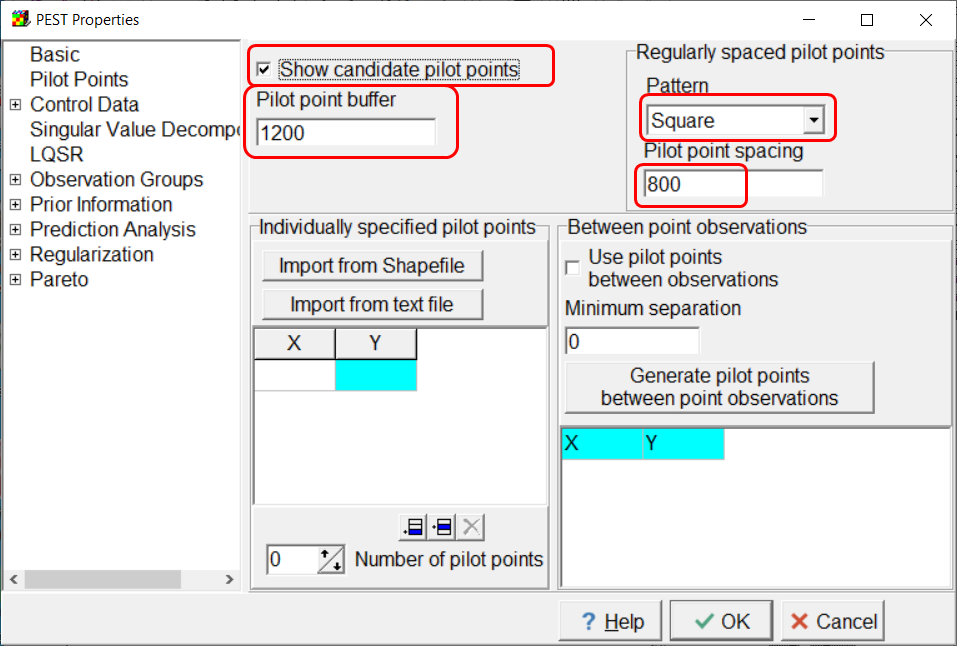 PEST Properties
Basic
Pilot Points
Control Data
Singular Value Decompo
LQSR
Observation Groups
Prior Information
Prediction Analysis
Regularization
Pareto
Show candidate pilot points
Pilot point buffer
1200
Regularly spaced pilot points
Pattern
Square
Pilot point spacing
800
Individually specified pilot points
Import from Shapefile
Import from text file
X Y
0 Number of pilot points
Between point observations
Use pilot points
between observations
Minimum separation
0
Generate pilot points
between point observations
X Y
? Help
OK
Cancel